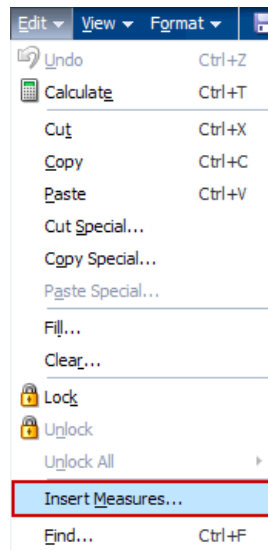 Edit View Format
Undo Ctrl+Z
Calculate Ctrl+T
Cut Ctrl+X
Copy Ctrl+C
Paste Ctrl+V
Cut Special...
Copy Special...
Paste Special...
Fill...
Clear...
Lock
Unlock
Unlock All
Insert Measures...
Find... Ctrl+F